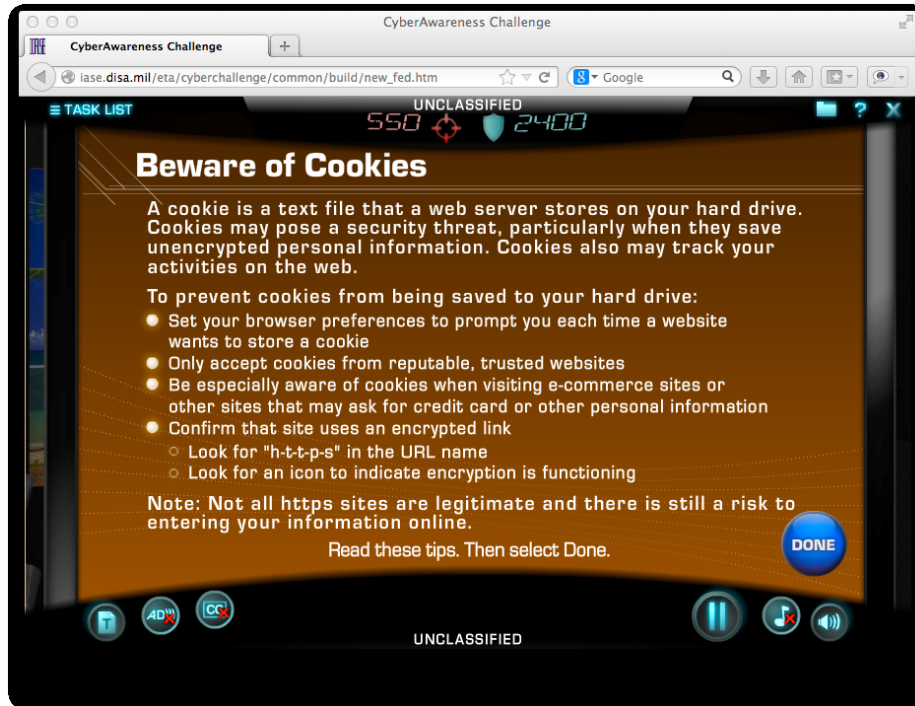 CyberAwareness Challenge
CyberAwareness Challenge
iase.disa.mil/eta/cyberchallenge/common/build/new_fed.htm
Google
TASK LIST
UNCLASSIFIED
550
2400
?
X
Beware of Cookies
A cookie is a text file that a web server stores on your hard drive.
Cookies may pose a security threat, particularly when they save
unencrypted personal information. Cookies also may track your
activities on the web.
To prevent cookies from being saved to your hard drive:
Set your browser preferences to prompt you each time a website
wants to store a cookie
Only accept cookies from reputable, trusted websites
Be especially aware of cookies when visiting e-commerce sites or
other sites that may ask for credit card or other personal information
Confirm that site uses an encrypted link
Look for "h-t-t-p-s" in the URL name
Look for an icon to indicate encryption is functioning
Note: Not all https sites are legitimate and there is still a risk to
entering your information online.
DONE
Read these tips. Then select Done.
T
AD
CC
UNCLASSIFIED